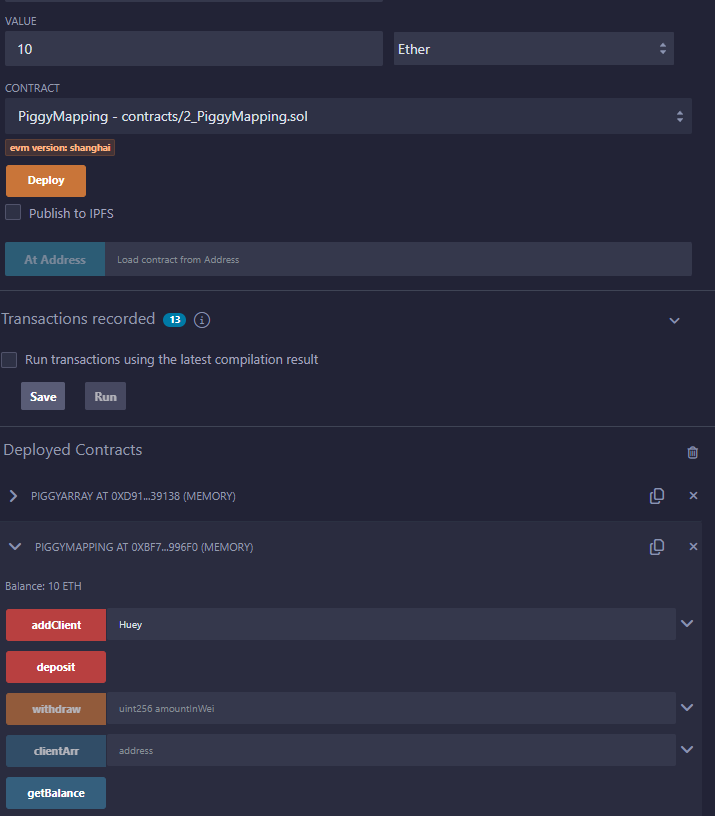 VALUE
10
Ether
CONTRACT
PiggyMapping - contracts/2_PiggyMapping.sol
evm version: shanghai
Deploy
Publish to IPFS
At Address
Load contract from Address
Transactions recorded 13 i
Run transactions using the latest compilation result
Save
Run
Deployed Contracts
PIGGYARRAY AT 0XD91...39138 (MEMORY)
PIGGYMAPPING AT 0XBF7...996F0 (MEMORY)
Balance: 10 ETH
addClient
Huey
deposit
withdraw
uint256 amountInWei
clientArr
address
getBalance